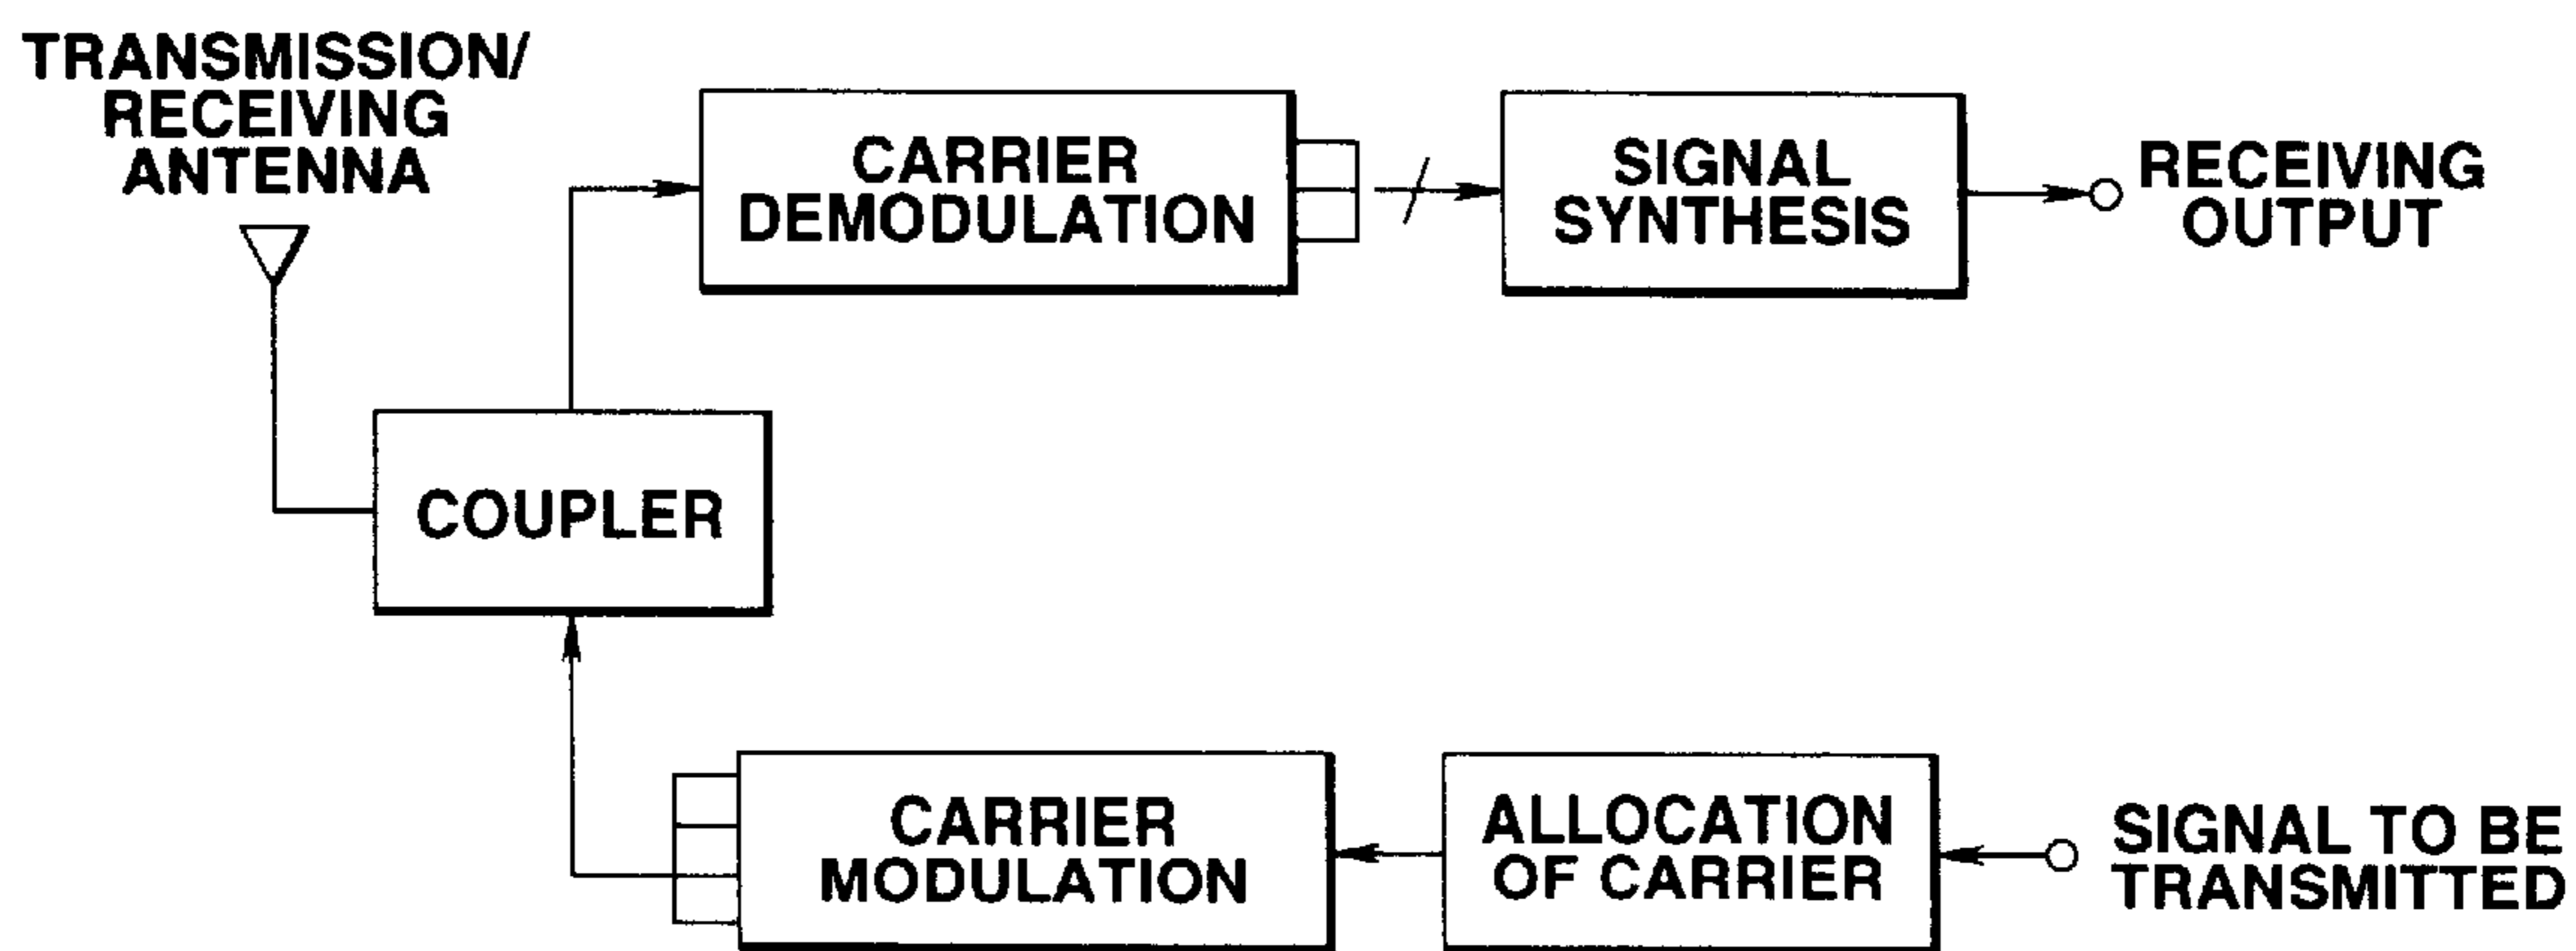 TRANSMISSION/
RECEIVING
ANTENNA
CARRIER
DEMODULATION
SIGNAL
SYNTHESIS
RECEIVING
OUTPUT
COUPLER
CARRIER
MODULATION
ALLOCATION
OF CARRIER
SIGNAL TO BE
TRANSMITTED